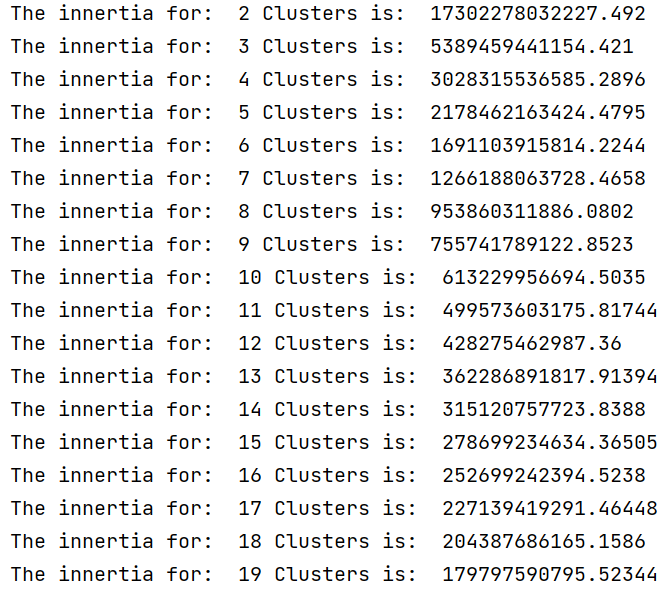 The innertia for:  2 Clusters is:  17302278032227.492
The innertia for:  3 Clusters is:  5389459441154.421
The innertia for:  4 Clusters is:  3028315536585.2896
The innertia for:  5 Clusters is:  2178462163424.4795
The innertia for:  6 Clusters is:  1691103915814.2244
The innertia for:  7 Clusters is:  1266188063728.4658
The innertia for:  8 Clusters is:  953860311886.0802
The innertia for:  9 Clusters is:  755741789122.8523
The innertia for:  10 Clusters is:  613229956694.5035
The innertia for:  11 Clusters is:  499573603175.81744
The innertia for:  12 Clusters is:  428275462987.36
The innertia for:  13 Clusters is:  362286891817.91394
The innertia for:  14 Clusters is:  315120757723.8388
The innertia for:  15 Clusters is:  278699234634.36505
The innertia for:  16 Clusters is:  252699242394.5238
The innertia for:  17 Clusters is:  227139419291.46448
The innertia for:  18 Clusters is:  204387686165.1586
The innertia for:  19 Clusters is:  179797590795.52344